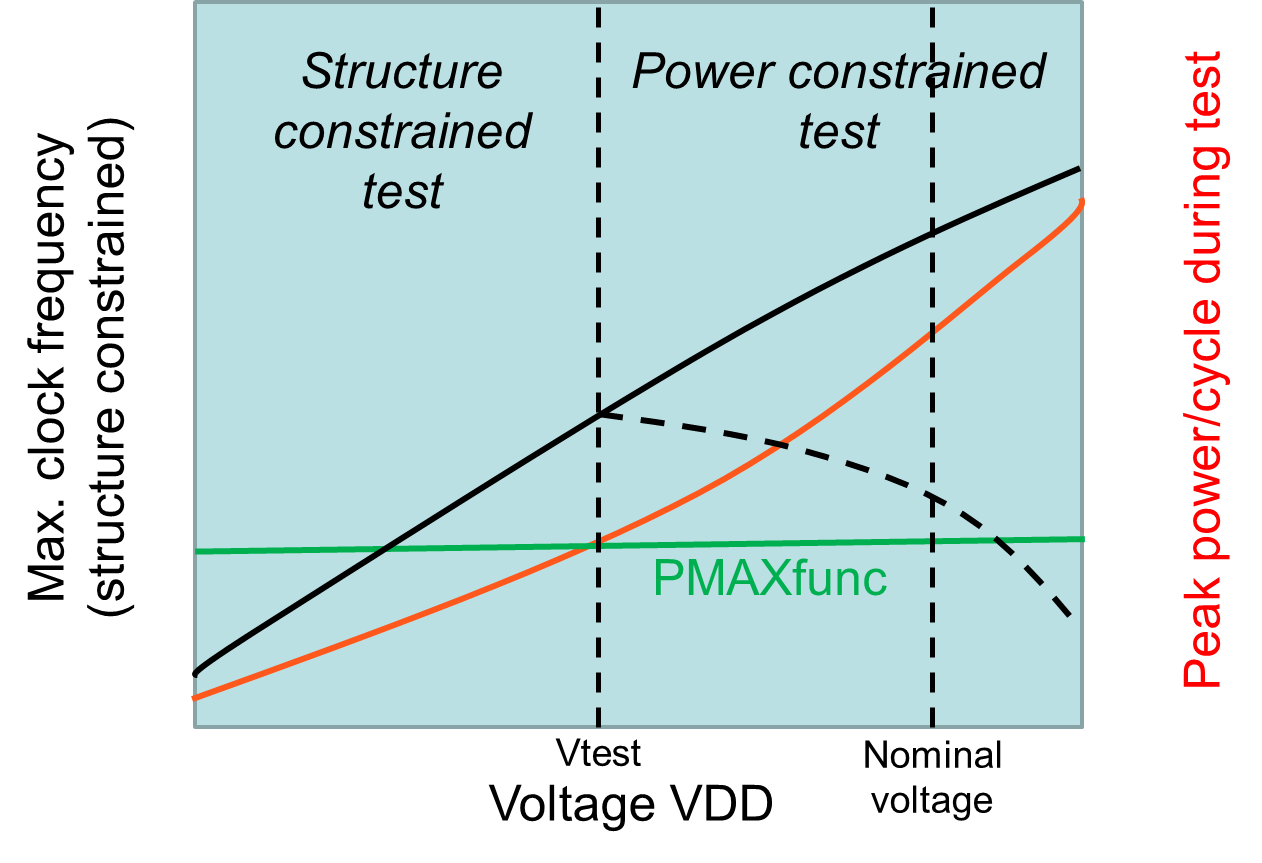 Structure
constrained
test
Power constrained
test
Max. clock frequency
(structure constrained)
Peak power/cycle during test
PMAXfunc
Vtest
Nominal
voltage
Voltage VDD